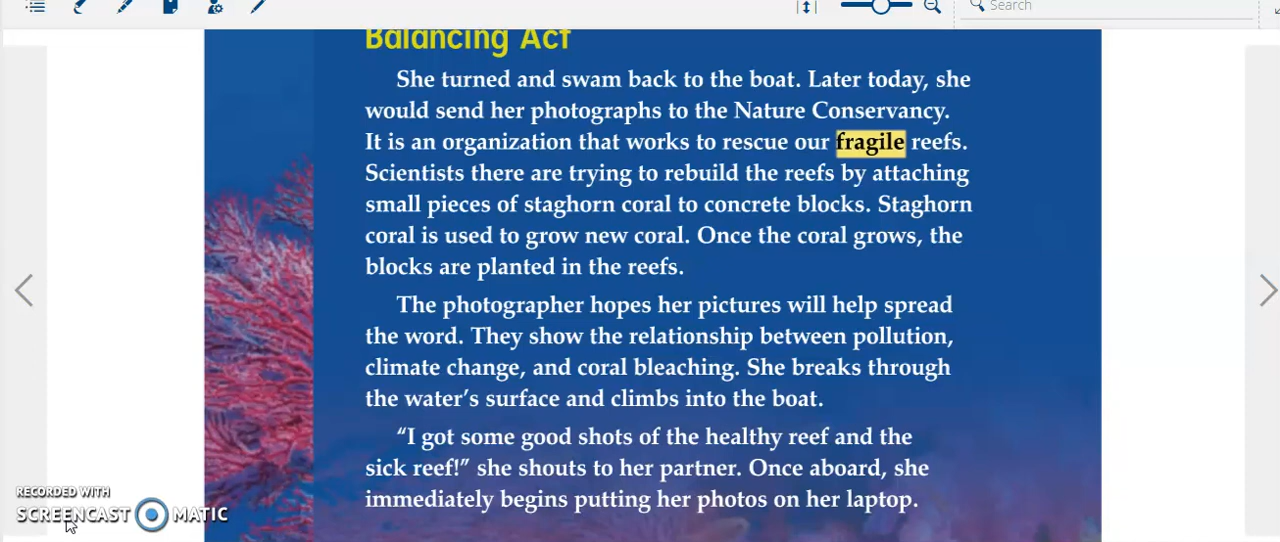 Search
Balancing Act
She turned and swam back to the boat. Later today, she
would send her photographs to the Nature Conservancy.
It is an organization that works to rescue our fragile reefs.
Scientists there are trying to rebuild the reefs by attaching
small pieces of staghorn coral to concrete blocks. Staghorn
coral is used to grow new coral. Once the coral grows, the
blocks are planted in the reefs.
The photographer hopes her pictures will help spread
the word. They show the relationship between pollution,
climate change, and coral bleaching. She breaks through
the water’s surface and climbs into the boat.
“I got some good shots of the healthy reef and the
sick reef!” she shouts to her partner. Once aboard, she
immediately begins putting her photos on her laptop.
RECORDED WITH
SCREENCAST MATIC